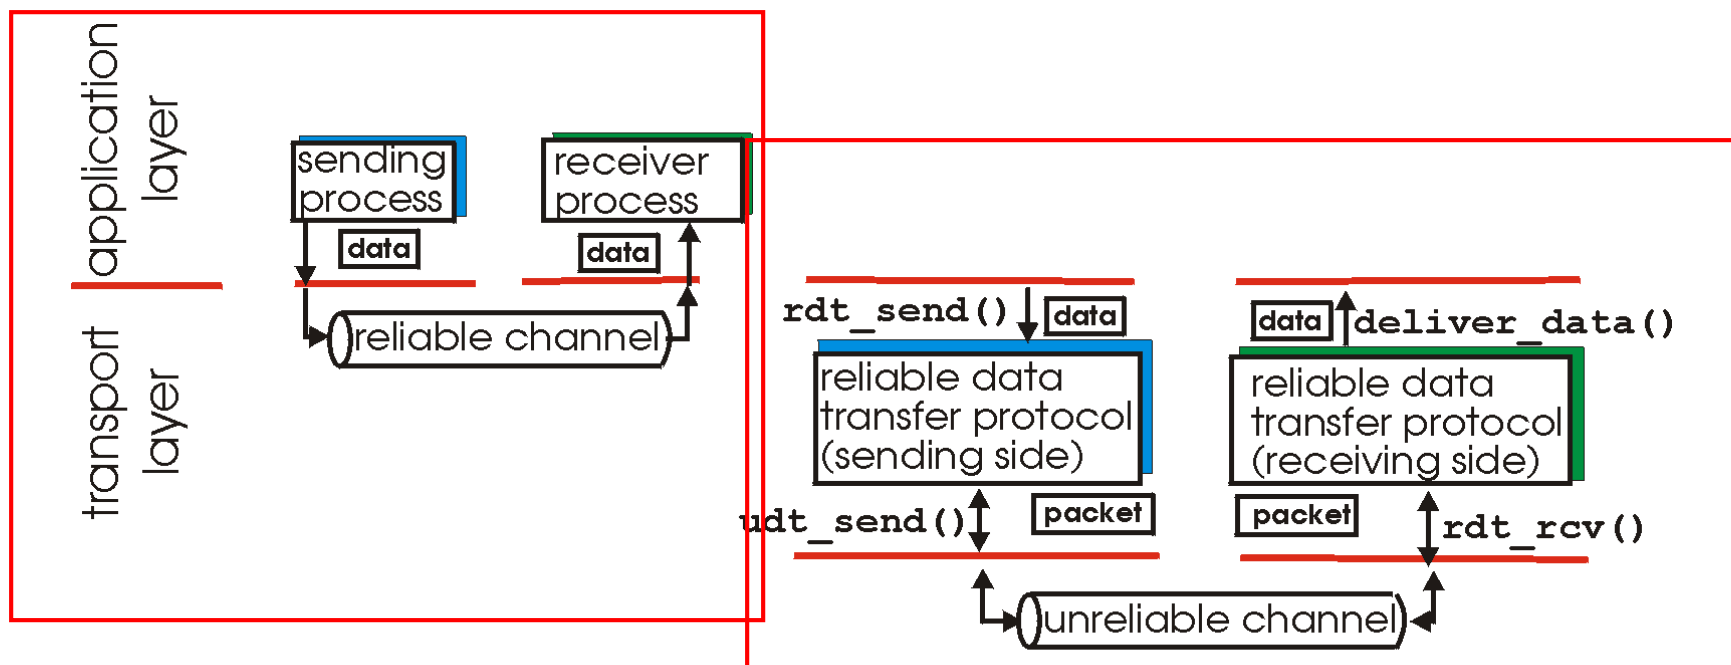 application
layer
transport
layer
sending
process
receiver
process
data
data
reliable channel
rdt_send()
data
data
deliver_data()
reliable data
transfer protocol
(sending side)
reliable data
transfer protocol
(receiving side)
udt_send()
packet
packet
rdt_rcv()
unreliable channel